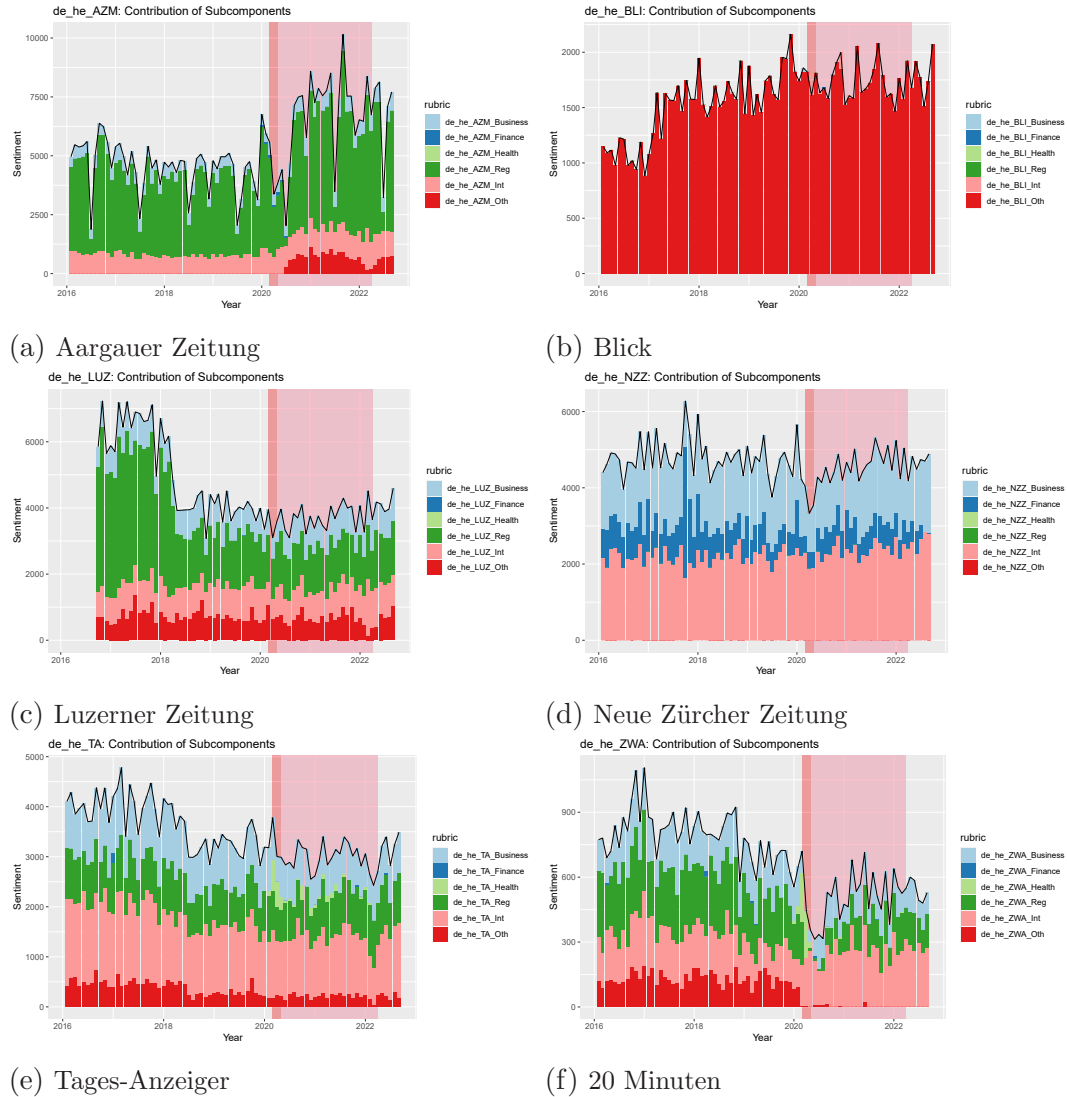 de_he_AZM: Contribution of Subcomponents
10000
7500
5000
2500
0
Sentiment
2016
2018
2020
2022
Year
rubric
de_he_AZM_Business
de_he_AZM_Finance
de_he_AZM_Health
de_he_AZM_Reg
de_he_AZM_Int
de_he_AZM_Oth
(a) Aargauer Zeitung
de_he_BLI: Contribution of Subcomponents
2000
1500
1000
500
0
Sentiment
2016
2018
2020
2022
Year
rubric
de_he_BLI_Business
de_he_BLI_Finance
de_he_BLI_Health
de_he_BLI_Reg
de_he_BLI_Int
de_he_BLI_Oth
(b) Blick
de_he_LUZ: Contribution of Subcomponents
6000
4000
2000
0
Sentiment
2016
2018
2020
2022
Year
rubric
de_he_LUZ_Business
de_he_LUZ_Finance
de_he_LUZ_Health
de_he_LUZ_Reg
de_he_LUZ_Int
de_he_LUZ_Oth
(c) Luzerner Zeitung
de_he_NZZ: Contribution of Subcomponents
6000
4000
2000
0
Sentiment
2016
2018
2020
2022
Year
rubric
de_he_NZZ_Business
de_he_NZZ_Finance
de_he_NZZ_Health
de_he_NZZ_Reg
de_he_NZZ_Int
de_he_NZZ_Oth
(d) Neue Zürcher Zeitung
de_he_TA: Contribution of Subcomponents
5000
4000
3000
2000
1000
0
Sentiment
2016
2018
2020
2022
Year
rubric
de_he_TA_Business
de_he_TA_Finance
de_he_TA_Health
de_he_TA_Reg
de_he_TA_Int
de_he_TA_Oth
(e) Tages-Anzeiger
de_he_ZWA: Contribution of Subcomponents
900
600
300
0
Sentiment
2016
2018
2020
2022
Year
rubric
de_he_ZWA_Business
de_he_ZWA_Finance
de_he_ZWA_Health
de_he_ZWA_Reg
de_he_ZWA_Int
de_he_ZWA_Oth
(f) 20 Minuten